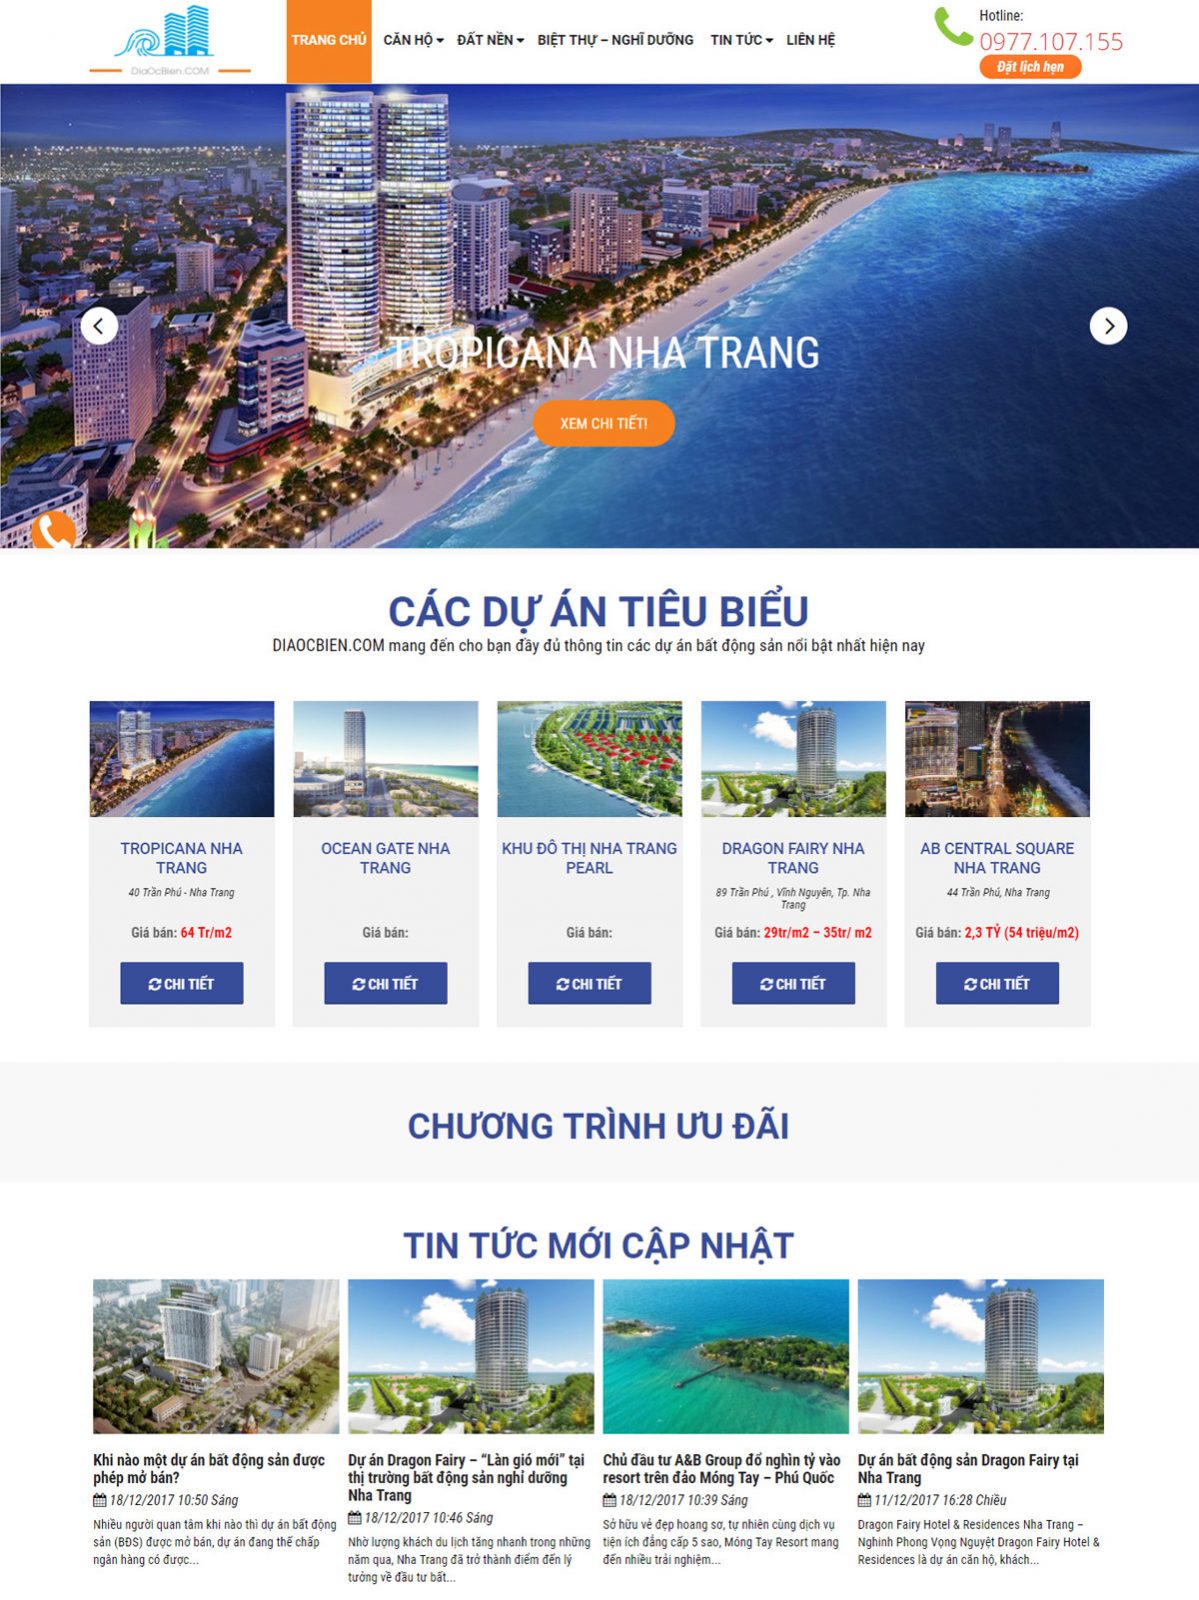 DiaOcBien.COM
TRANG CHỦ CĂN HỘ ĐẤT NỀN BIỆT THỰ – NGHĨ DƯỠNG TIN TỨC LIÊN HỆ
Hotline:
0977.107.155
Đặt lịch hẹn
TROPICANA NHA TRANG
XEM CHI TIẾT!
CÁC DỰ ÁN TIÊU BIỂU
DIAOCBIEN.COM mang đến cho bạn đầy đủ thông tin các dự án bất động sản nổi bật nhất hiện nay
TROPICANA NHA
TRANG
40 Trần Phú - Nha Trang
Giá bán: 64 Tr/m2
CHI TIẾT
OCEAN GATE NHA
TRANG
Giá bán:
CHI TIẾT
KHU ĐÔ THỊ NHA TRANG
PEARL
Giá bán:
CHI TIẾT
DRAGON FAIRY NHA
TRANG
89 Trần Phú , Vĩnh Nguyên, Tp. Nha
Trang
Giá bán: 29tr/m2 – 35tr/ m2
CHI TIẾT
AB CENTRAL SQUARE
NHA TRANG
44 Trần Phú, Nha Trang
Giá bán: 2,3 TỶ (54 triệu/m2)
CHI TIẾT
CHƯƠNG TRÌNH ƯU ĐÃI
TIN TỨC MỚI CẬP NHẬT
Khi nào một dự án bất động sản được
phép mở bán?
18/12/2017 10:50 Sáng
Nhiều người quan tâm khi nào thì dự án bất động
sản (BĐS) được mở bán, dự án đang thế chấp
ngân hàng có được...
Dự án Dragon Fairy – “Làn gió mới” tại
thị trường bất động sản nghỉ dưỡng
Nha Trang
18/12/2017 10:46 Sáng
Nhờ lượng khách du lịch tăng nhanh trong những
năm qua, Nha Trang đã trở thành điểm đến lý
tưởng về đầu tư bất...
Chủ đầu tư A&B Group đổ nghìn tỷ vào
resort trên đảo Móng Tay – Phú Quốc
18/12/2017 10:39 Sáng
Sở hữu vẻ đẹp hoang sơ, tự nhiên cùng dịch vụ
tiện ích đẳng cấp 5 sao, Móng Tay Resort mang
đến nhiều trải nghiệm...
Dự án bất động sản Dragon Fairy tại
Nha Trang
11/12/2017 16:28 Chiều
Dragon Fairy Hotel & Residences Nha Trang –
Nghinh Phong Vọng Nguyệt Dragon Fairy Hotel &
Residences là dự án căn hộ, khách...